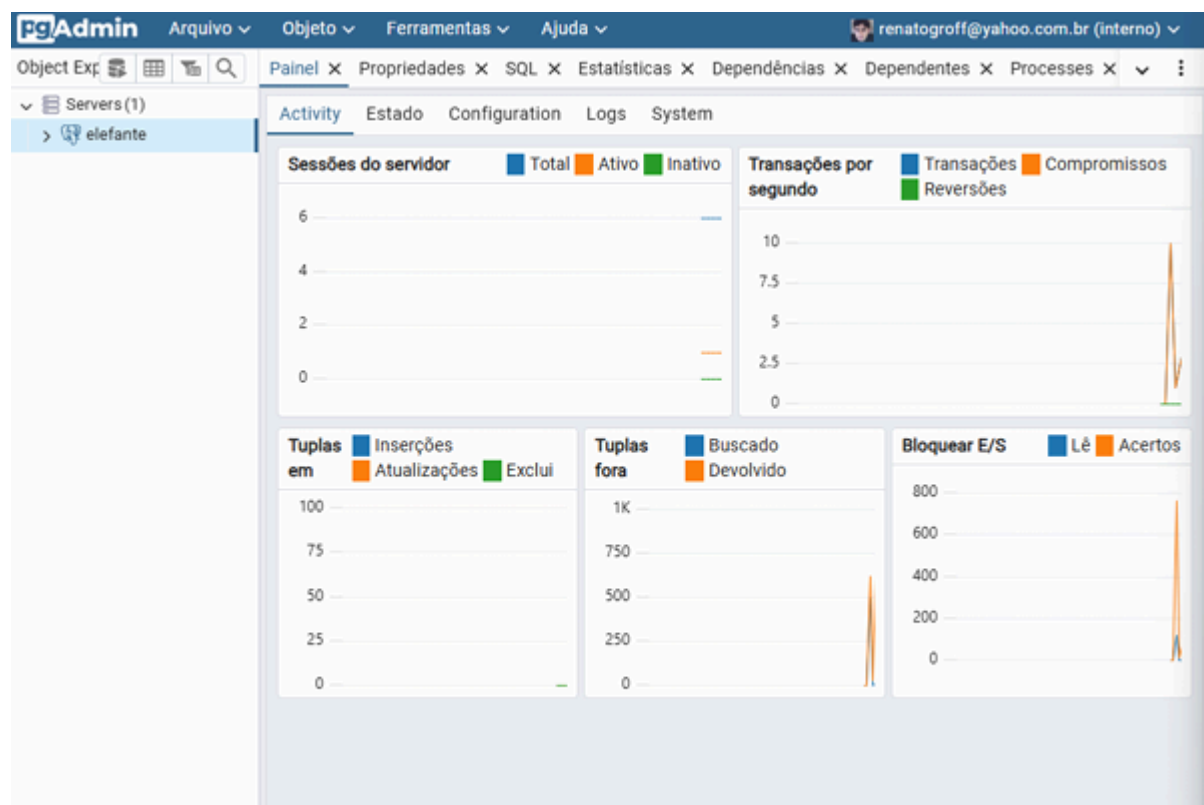 pgAdmin Arquivo Objeto Ferramentas Ajuda renatogroff@yahoo.com.br (interno)
Object Exp Painel Propriedades SQL Estatísticas Dependências Dependentes Processes
Servers (1)
elefante
Activity Estado Configuration Logs System
Sessões do servidor Total Ativo Inativo
6
4
2
0
Transações por segundo Transações Compromissos
Reversões
10
7.5
5
2.5
0
Tuplas em Inserções
Atualizações Exclui
100
75
50
25
0
Tuplas fora Buscado
Devolvido
1K
750
500
250
0
Bloquear E/S Lê Acertos
800
600
400
200
0